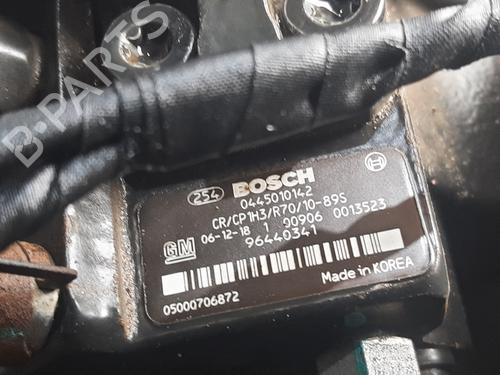 B-PARTS
254 BOSCH
0445010142
CR/CP1H3/R70/10-89S
06-12-18 1 00906 0013523
GM 96440341
05000706872
Made in KOREA